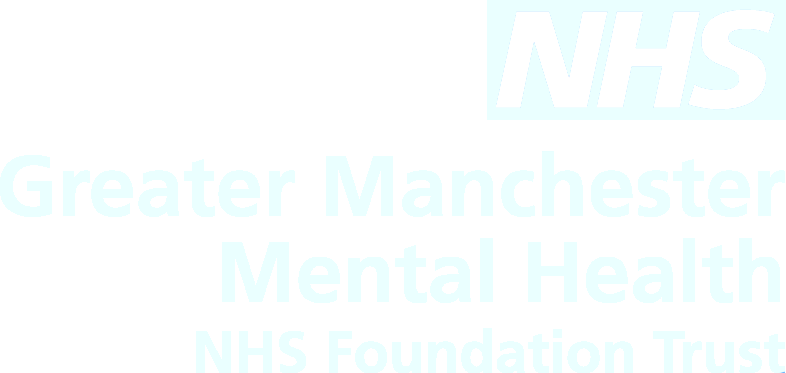 NHS
Greater Manchester
Mental Health
NHS Foundation Trust